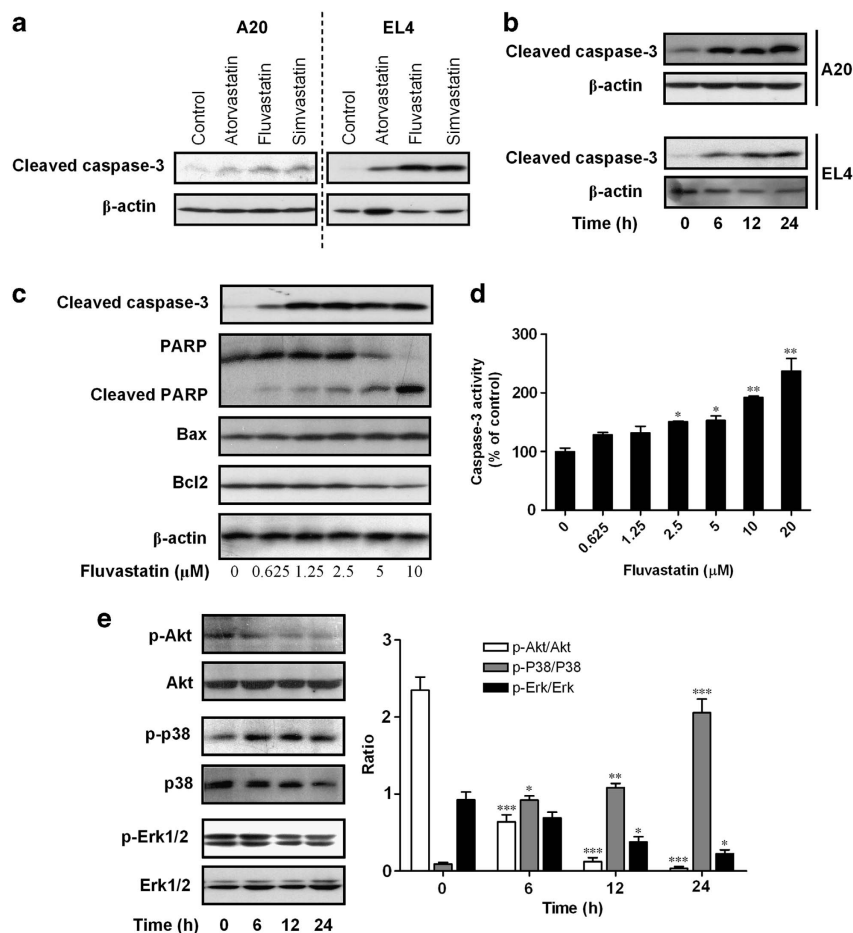 a
A20
EL4
Control
Atorvastatin
Fluvastatin
Simvastatin
Control
Atorvastatin
Fluvastatin
Simvastatin
Cleaved caspase-3
β-actin
b
Cleaved caspase-3
β-actin
A20
Cleaved caspase-3
β-actin
EL4
Time (h) 0 6 12 24
c
Cleaved caspase-3
PARP
Cleaved PARP
Bax
Bcl2
β-actin
Fluvastatin (μM) 0 0.625 1.25 2.5 5 10
d
Caspase-3 activity
(% of control)
300
200
100
0
* * ** **
0 0.625 1.25 2.5 5 10 20
Fluvastatin (μM)
e
p-Akt
Akt
p-p38
p38
p-Erk1/2
Erk1/2
Time (h) 0 6 12 24
Ratio
3
2
1
0
p-Akt/Akt
p-P38/P38
p-Erk/Erk
*** * *** ** * *** *** *
0 6 12 24
Time (h)